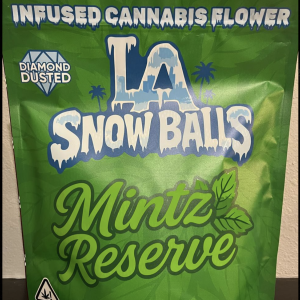 INFUSED CANNABIS FLOWER
DIAMOND
DUSTED
LA
SNOW BALLS
Mintz
Reserve